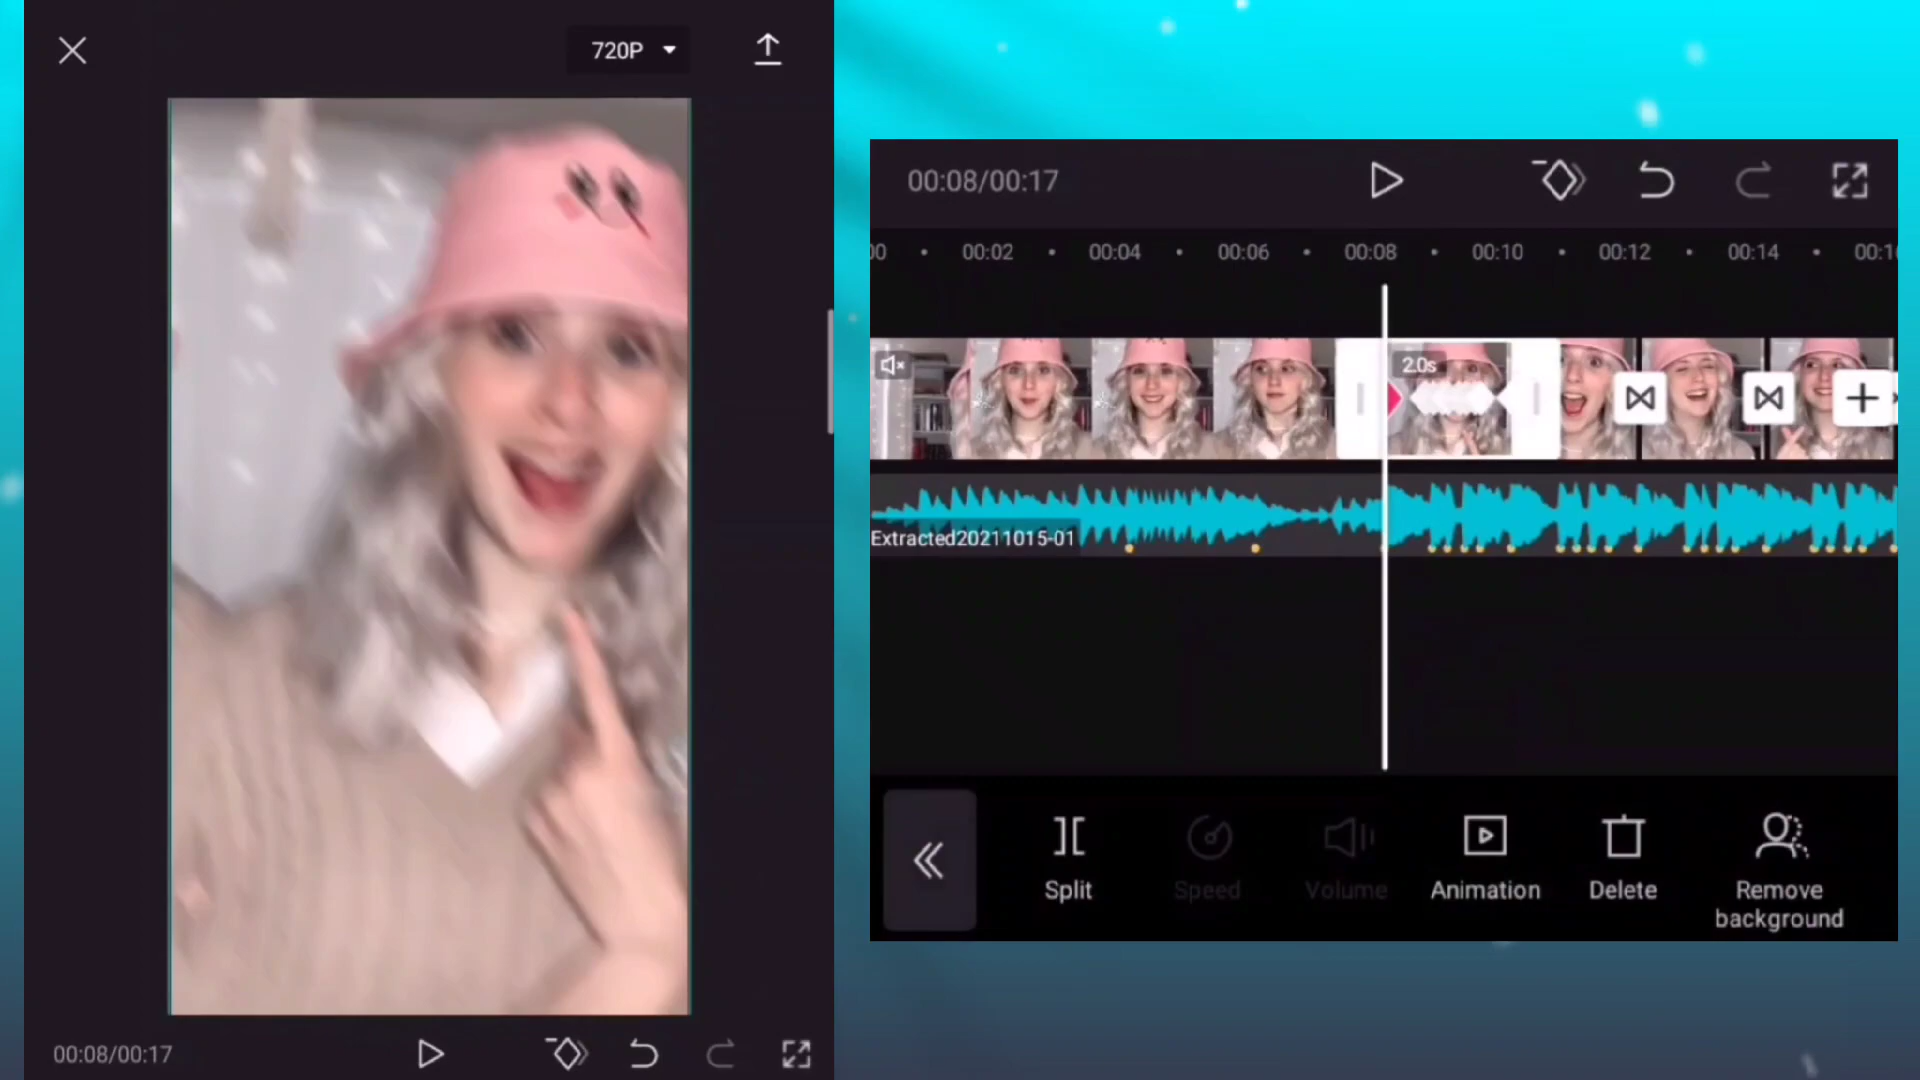 720P
00:08/00:17
00:08/00:17
00 00:02 00:04 00:06 00:08 00:10 00:12 00:14
2.0s
Extracted20211015-01
Split Speed Volume Animation Delete Remove
background